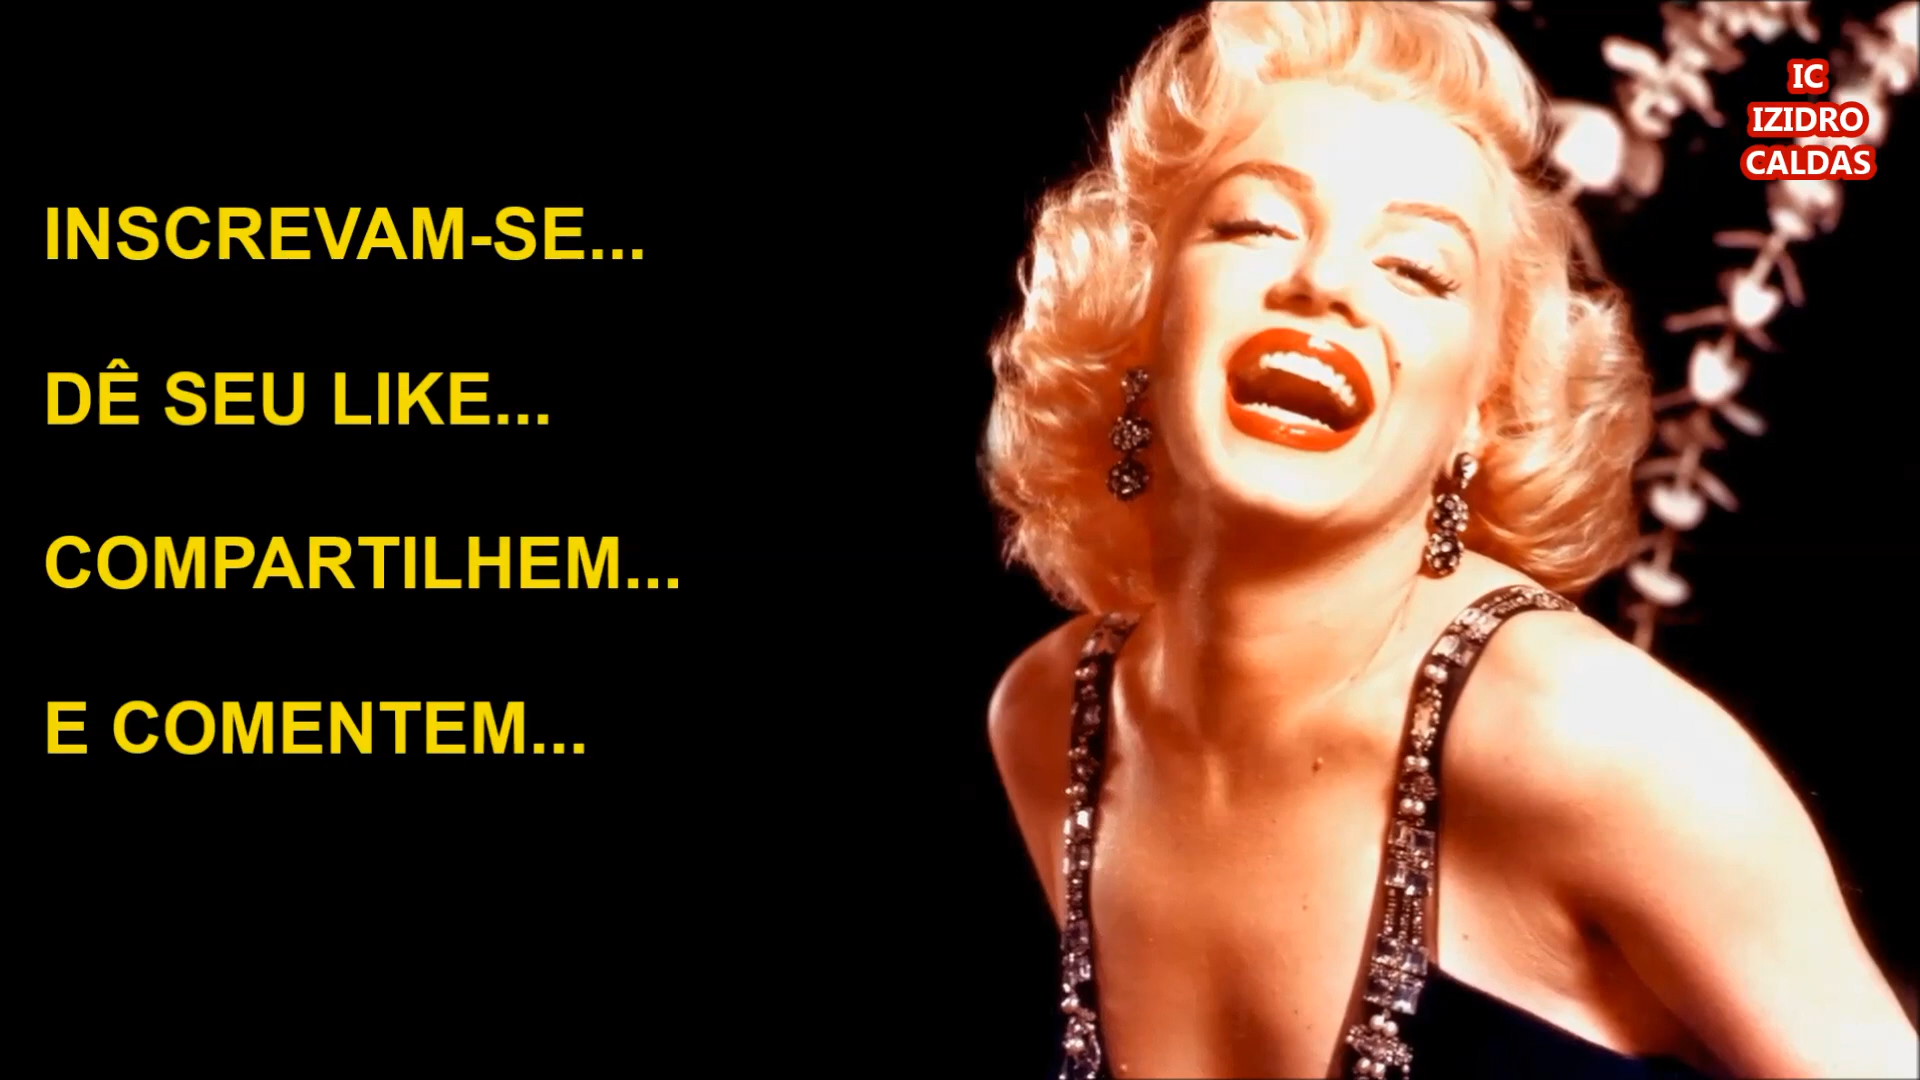 INSCREVAM-SE...
DÊ SEU LIKE...
COMPARTILHEM...
E COMENTEM...
IC
IZIDRO
CALDAS